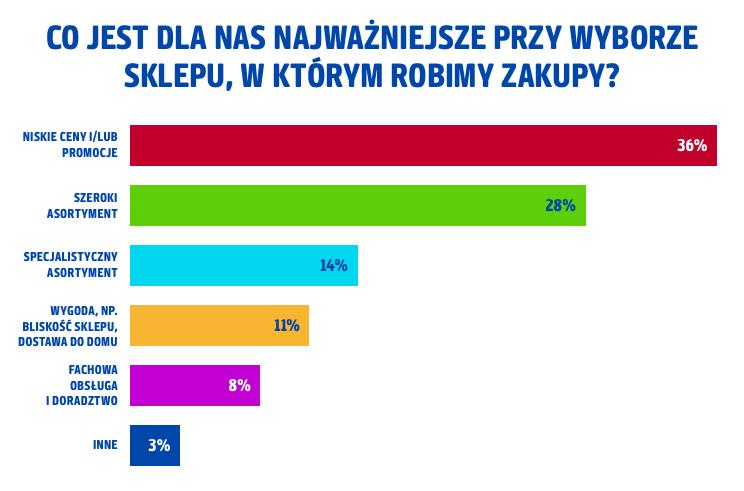 CO JEST DLA NAS NAJWAŻNIEJSZE PRZY WYBORZE
SKLEPU, W KTÓRYM ROBIMY ZAKUPY?
NISKIE CENY I/LUB
PROMOCJE
36%
SZEROKI
ASORTYMENT
28%
SPECJALISTYCZNY
ASORTYMENT
14%
WYGODA, NP.
BLISKOŚĆ SKLEPU,
DOSTAWA DO DOMU
11%
FACHOWA
OBSŁUGA
I DORADZTWO
8%
INNE
3%